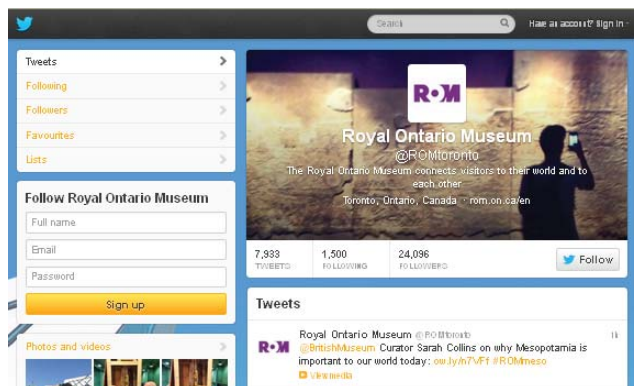 Search
Have an account? Sign in
Tweets
Following
Followers
Favourites
Lists
Follow Royal Ontario Museum
Full name
Email
Password
Sign up
Photos and videos
ROM
Royal Ontario Museum
@ROMtoronto
The Royal Ontario Museum connects visitors to their world and to
each other
Toronto, Ontario, Canada · rom.on.ca/en
7,933
TWEETS
1,500
FOLLOWING
24,096
FOLLOWERS
Follow
Tweets
ROM
Royal Ontario Museum @ROMtoronto 1h
@BritishMuseum Curator Sarah Collins on why Mesopotamia is
important to our world today: ow.ly/n7VFf #ROMmeso
View media